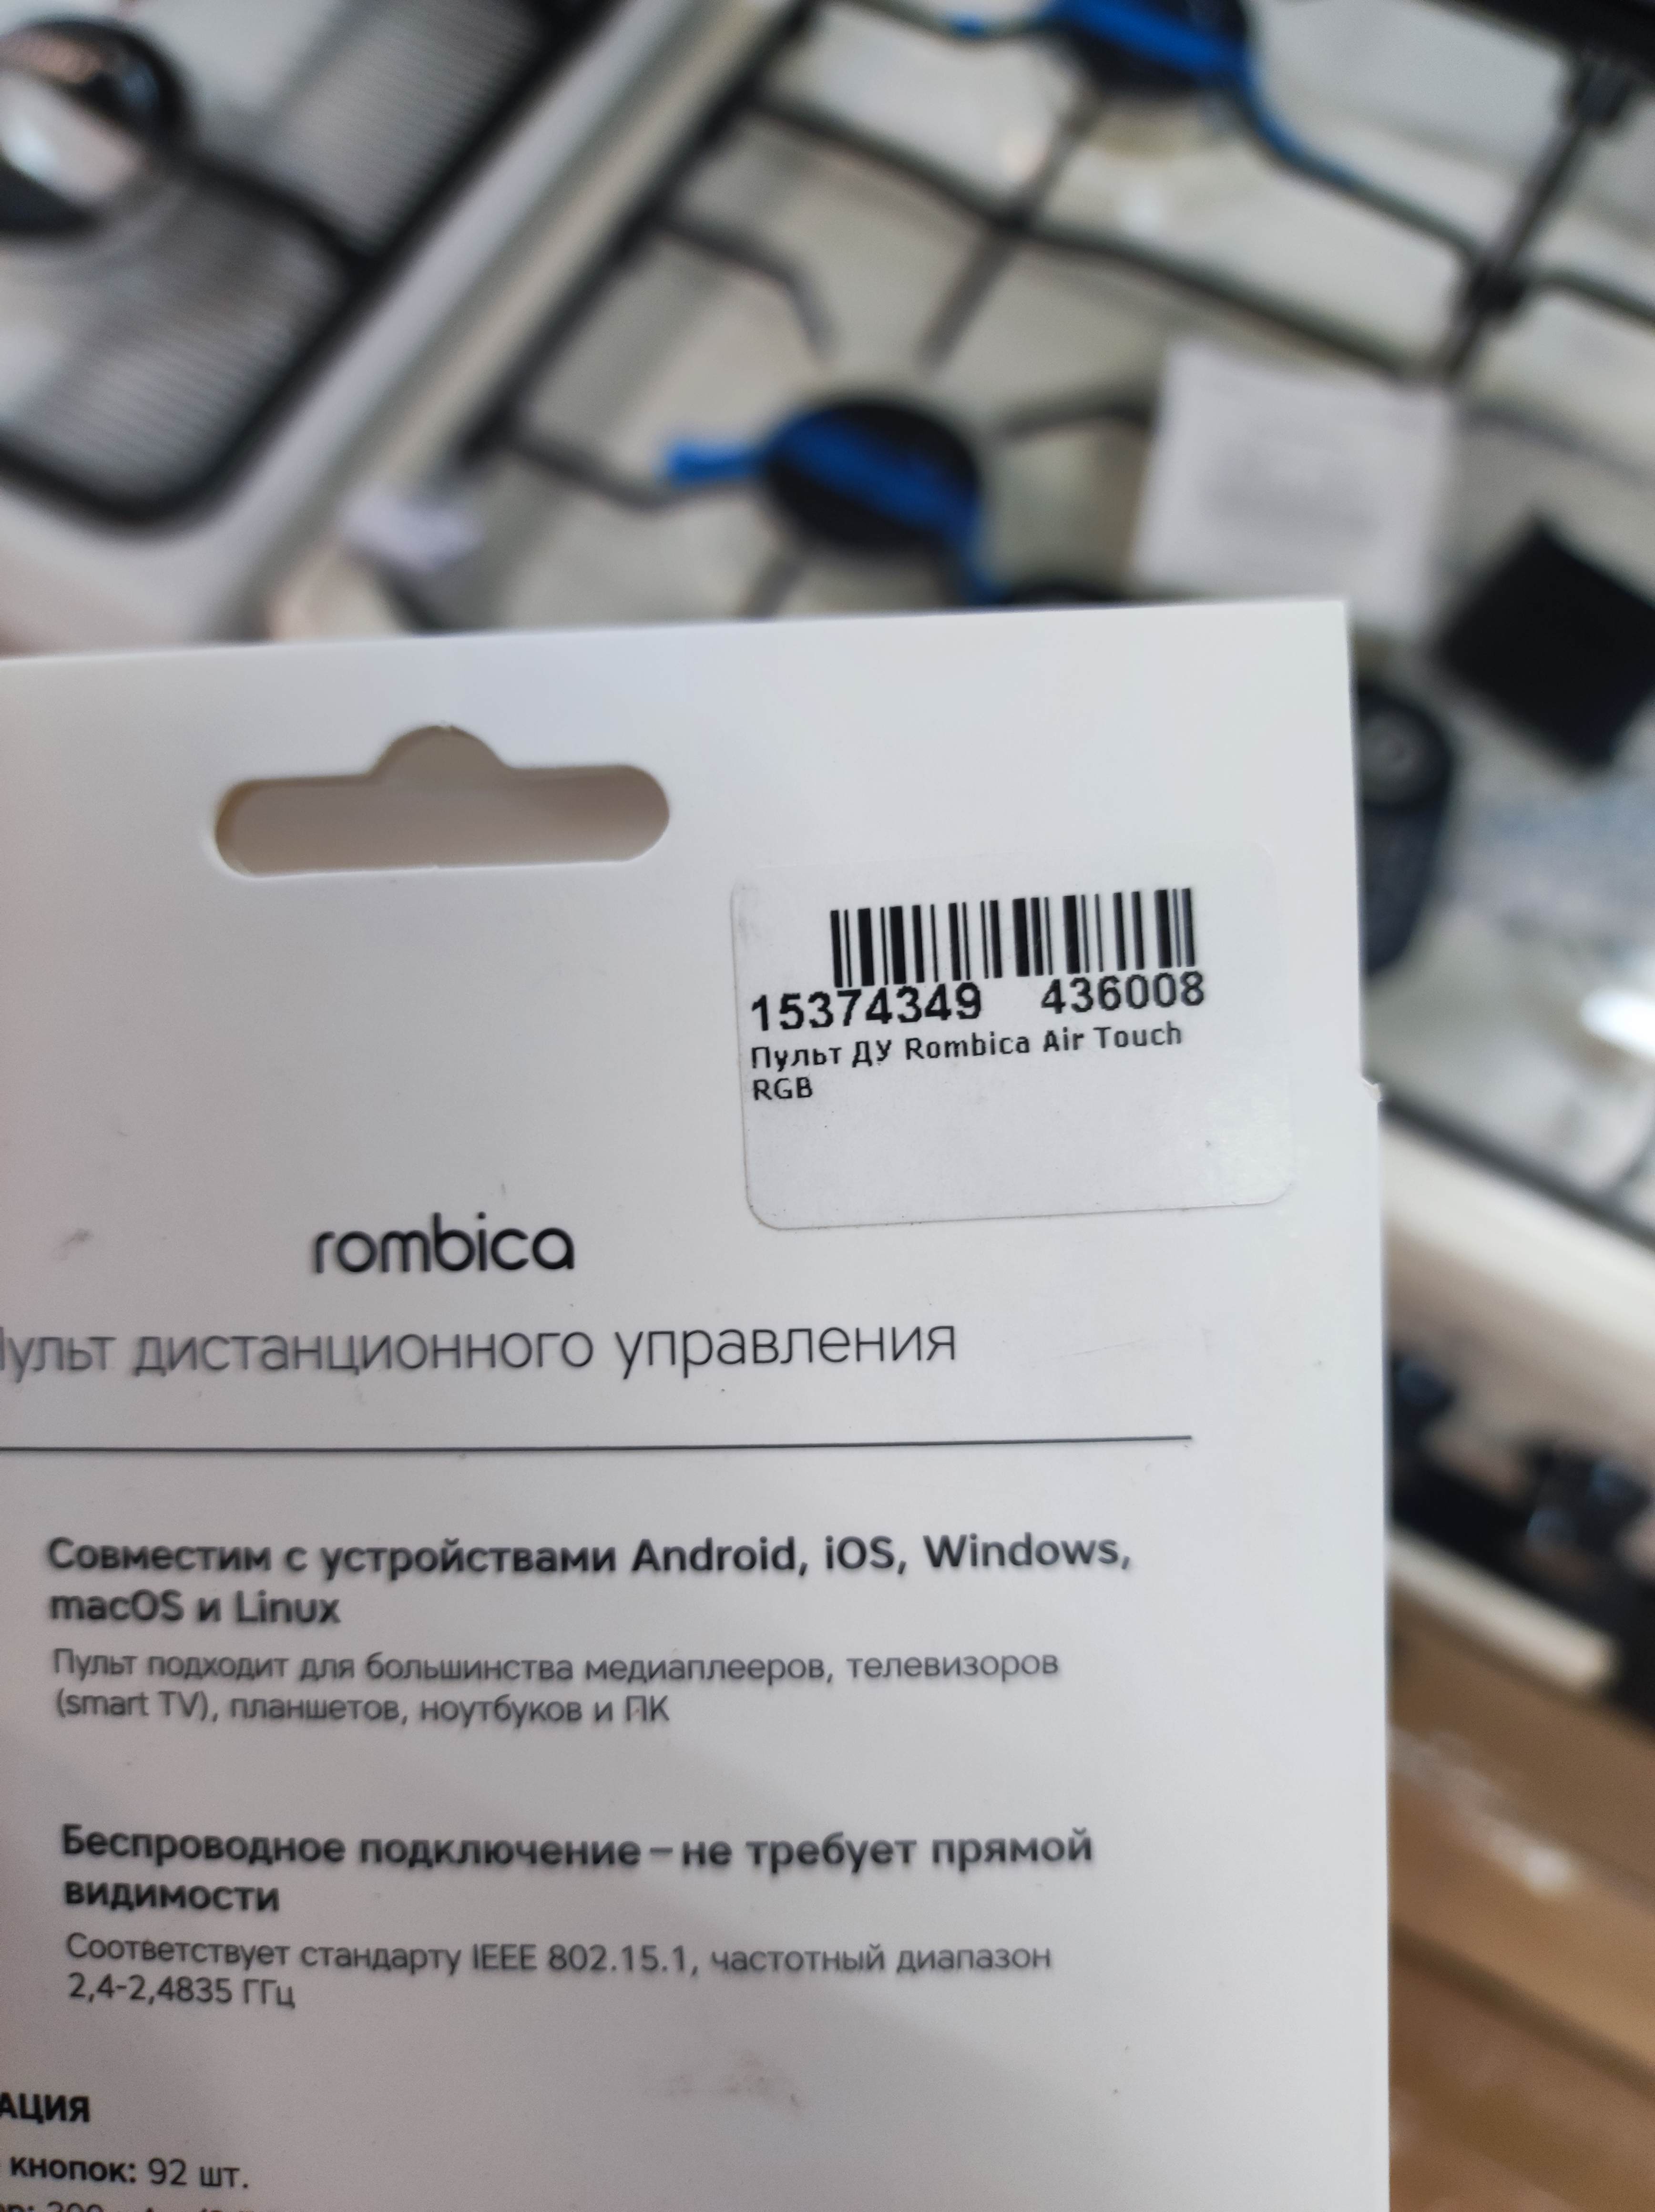 15374349 436008
Пульт ДУ Rombica Air Touch
RGB
rombica
дистанционного управления
Совместим с устройствами Android, iOS, Windows,
macOS и Linux
Пульт подходит для большинства медиаплееров, телевизоров
(smart TV), планшетов, ноутбуков и ПК
Беспроводное подключение – не требует прямой
видимости
Соответствует стандарту IEEE 802.15.1, частотный диапазон
2,4-2,4835 ГГц
АЦИЯ
кнопок: 92 шт.